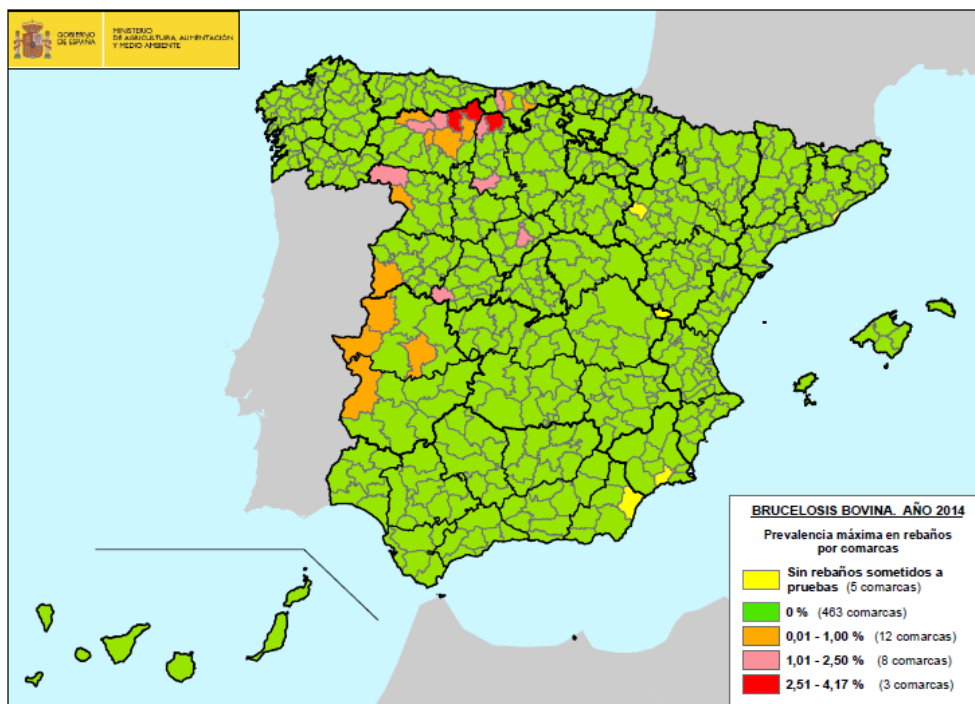 GOBIERNO
DE ESPAÑA
MINISTERIO
DE AGRICULTURA, ALIMENTACIÓN
Y MEDIO AMBIENTE
BRUCELOSIS BOVINA. AÑO 2014
Prevalencia máxima en rebaños
por comarcas
Sin rebaños sometidos a
pruebas (5 comarcas)
0 % (463 comarcas)
0,01 - 1,00 % (12 comarcas)
1,01 - 2,50 % (8 comarcas)
2,51 - 4,17 % (3 comarcas)